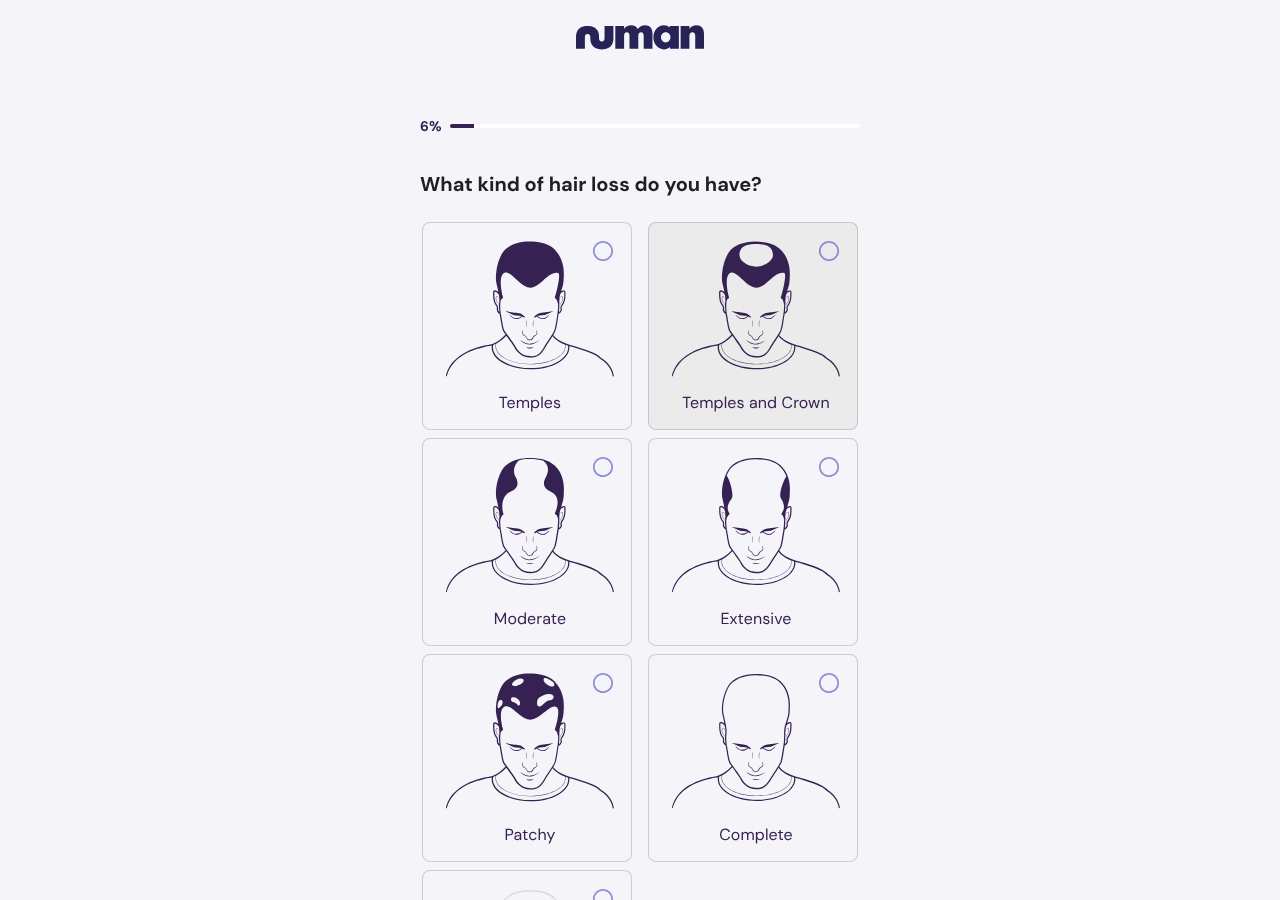 numan
6%
What kind of hair loss do you have?
Temples
Temples and Crown
Moderate
Extensive
Patchy
Complete